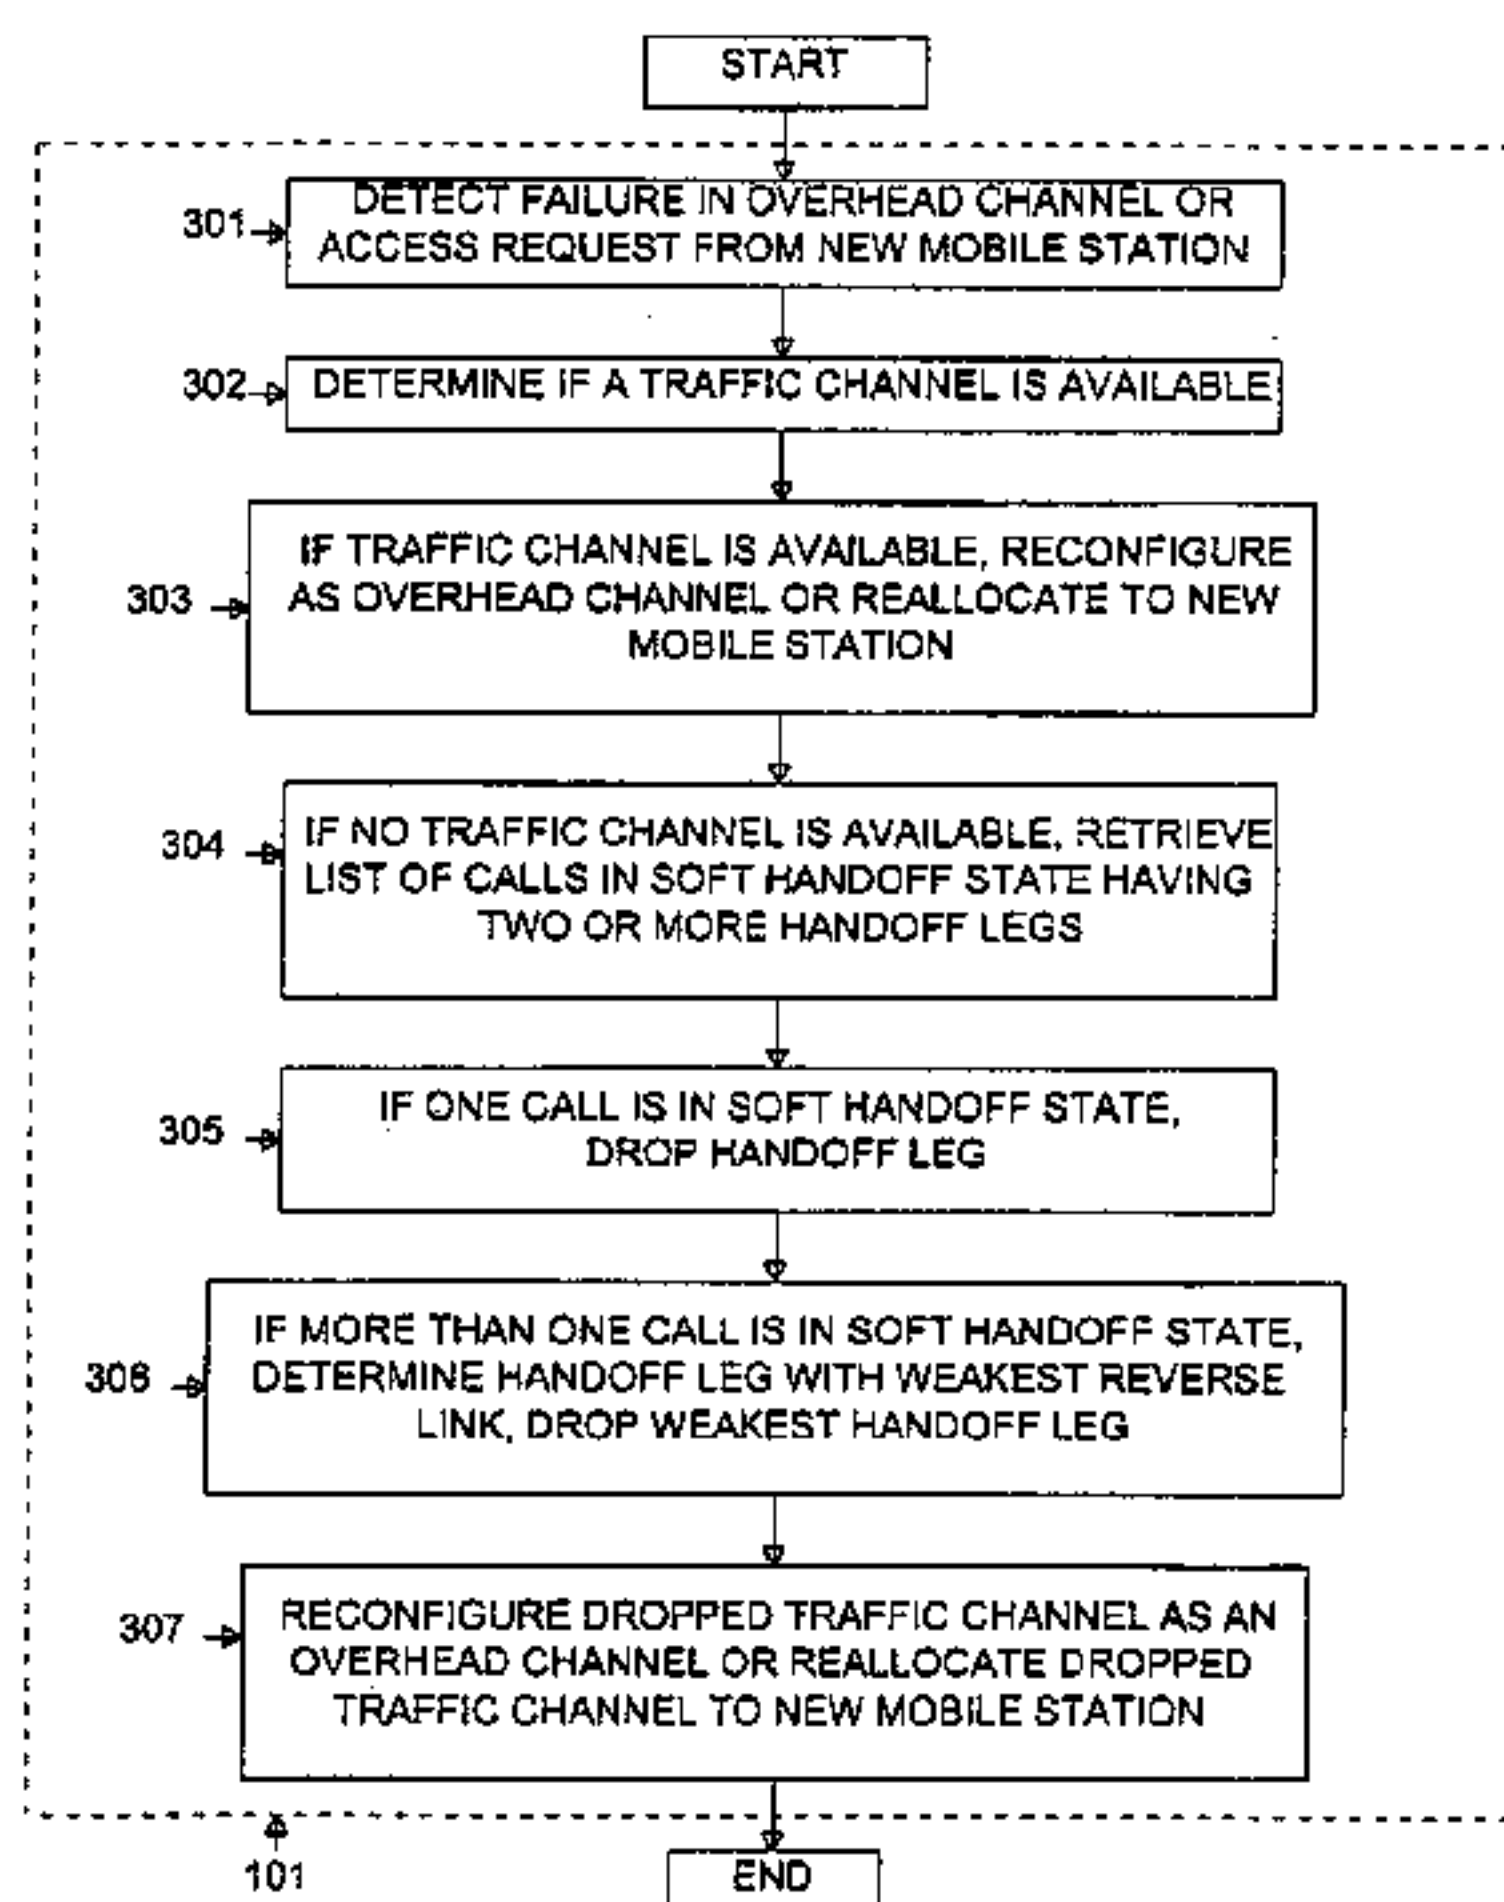 START
301
DETECT FAILURE IN OVERHEAD CHANNEL OR
ACCESS REQUEST FROM NEW MOBILE STATION
302
DETERMINE IF A TRAFFIC CHANNEL IS AVAILABLE
303
IF TRAFFIC CHANNEL IS AVAILABLE, RECONFIGURE
AS OVERHEAD CHANNEL OR REALLOCATE TO NEW
MOBILE STATION
304
IF NO TRAFFIC CHANNEL IS AVAILABLE, RETRIEVE
LIST OF CALLS IN SOFT HANDOFF STATE HAVING
TWO OR MORE HANDOFF LEGS
305
IF ONE CALL IS IN SOFT HANDOFF STATE,
DROP HANDOFF LEG
306
IF MORE THAN ONE CALL IS IN SOFT HANDOFF STATE,
DETERMINE HANDOFF LEG WITH WEAKEST REVERSE
LINK, DROP WEAKEST HANDOFF LEG
307
RECONFIGURE DROPPED TRAFFIC CHANNEL AS AN
OVERHEAD CHANNEL OR REALLOCATE DROPPED
TRAFFIC CHANNEL TO NEW MOBILE STATION
101
END